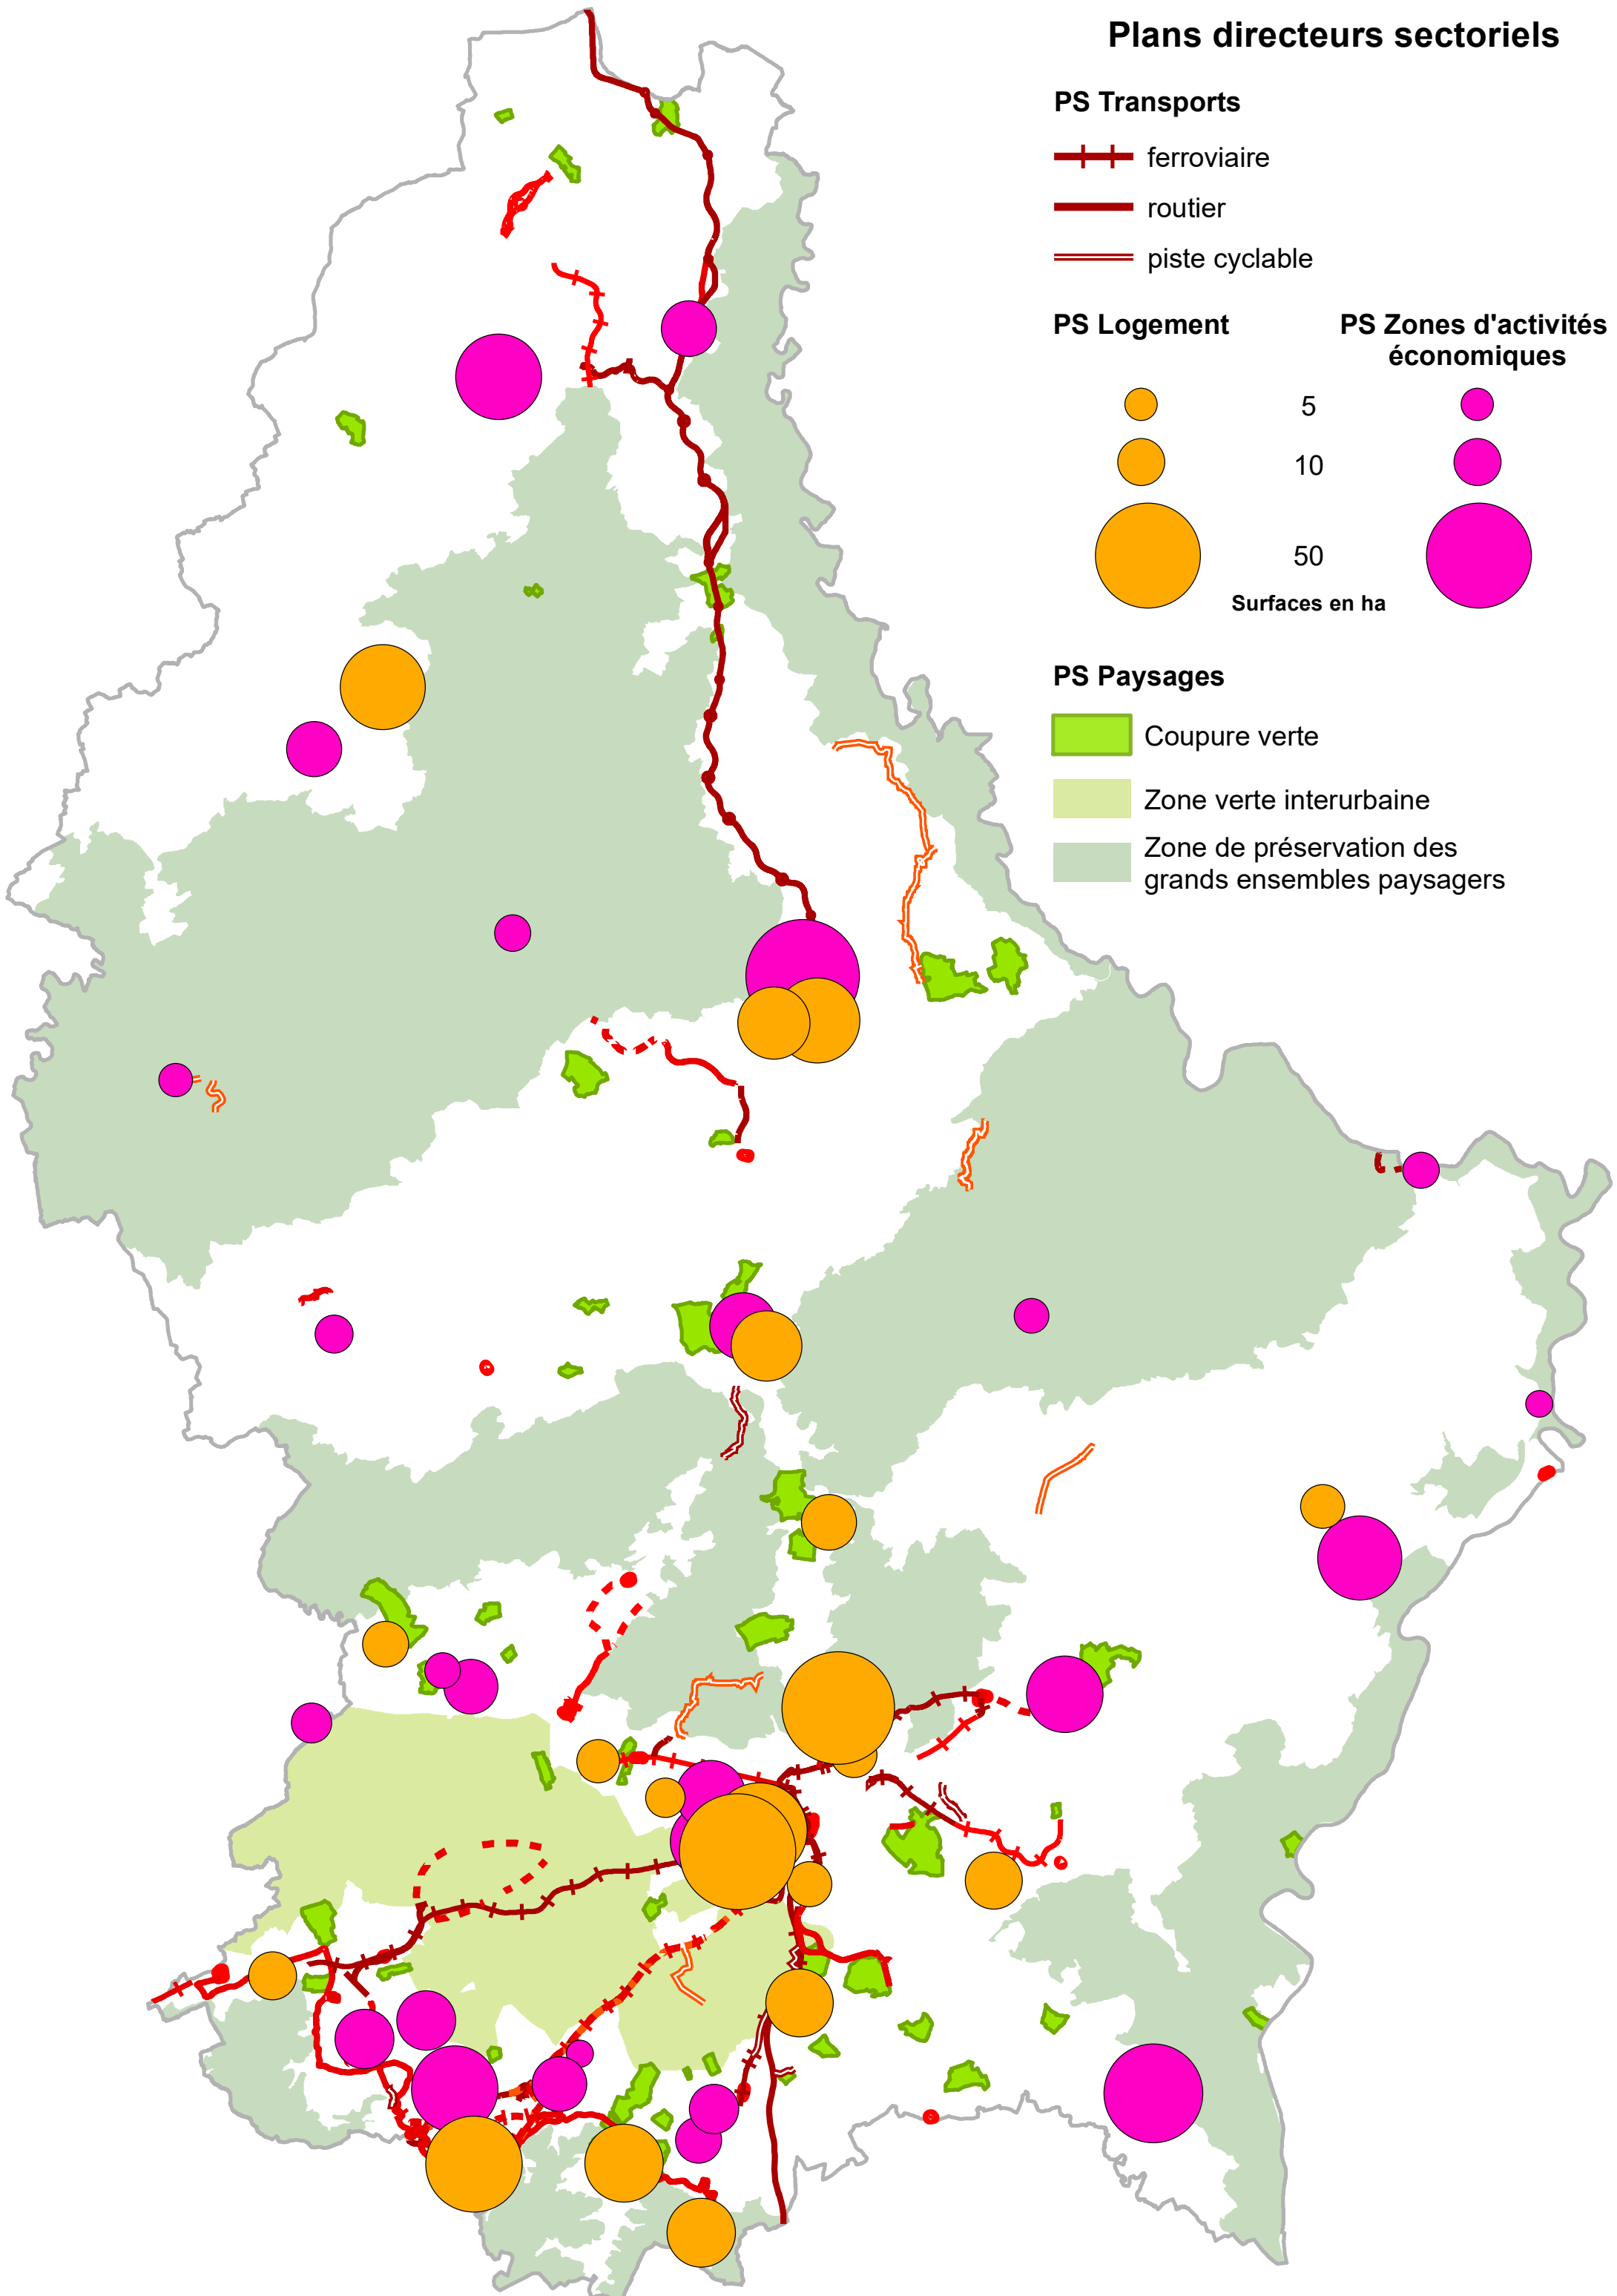 Plans directeurs sectoriels
PS Transports
ferroviaire
routier
piste cyclable
PS Logement
PS Zones d'activités
économiques
5
10
50
Surfaces en ha
PS Paysages
Coupure verte
Zone verte interurbaine
Zone de préservation des
grands ensembles paysagers